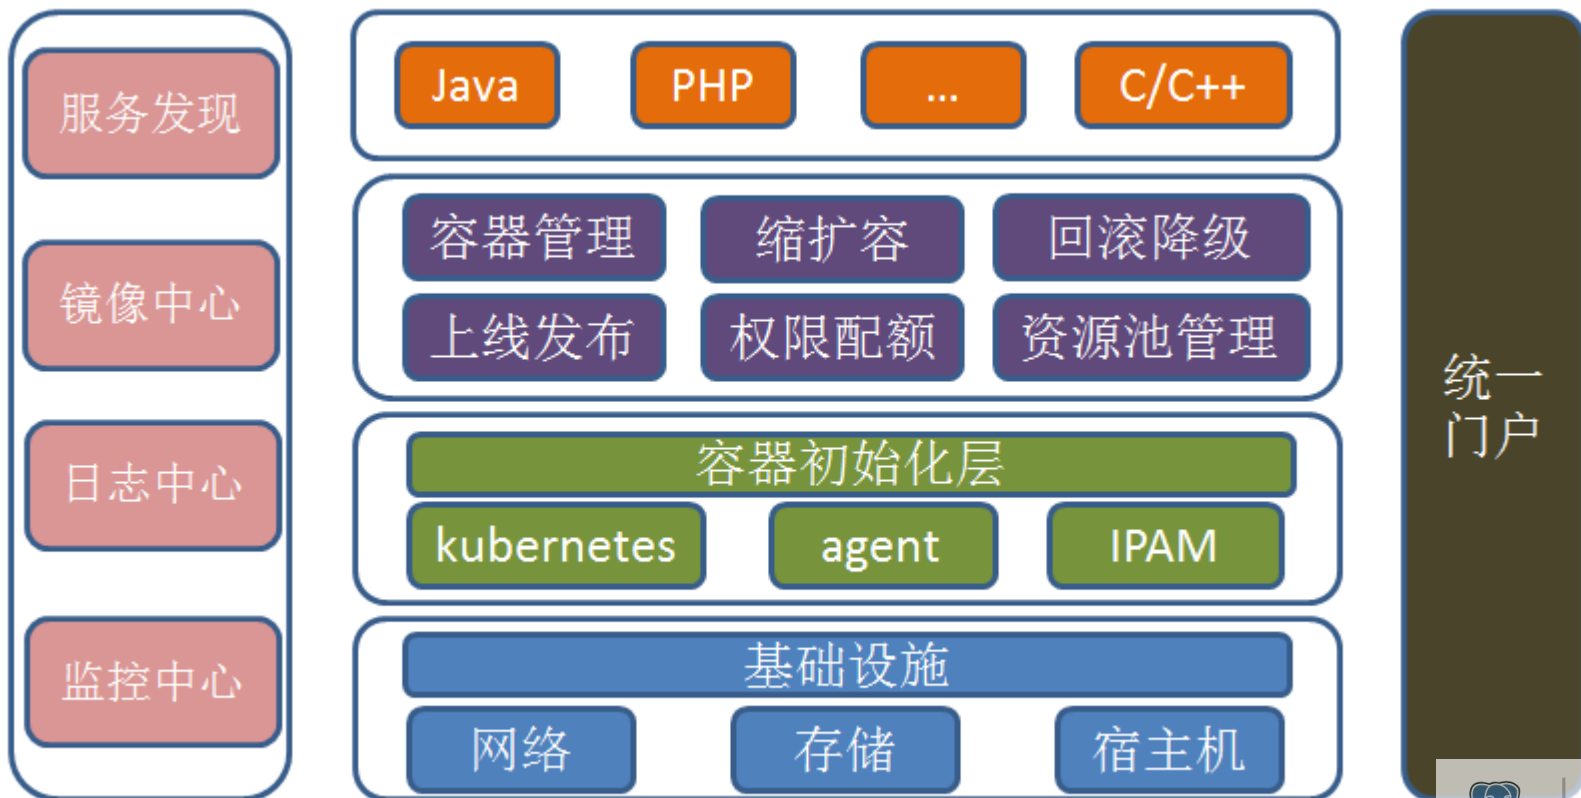 服务发现
镜像中心
日志中心
监控中心
Java
PHP
...
C/C++
容器管理
缩扩容
回滚降级
上线发布
权限配额
资源池管理
容器初始化层
kubernetes
agent
IPAM
基础设施
网络
存储
宿主机
统一
门户